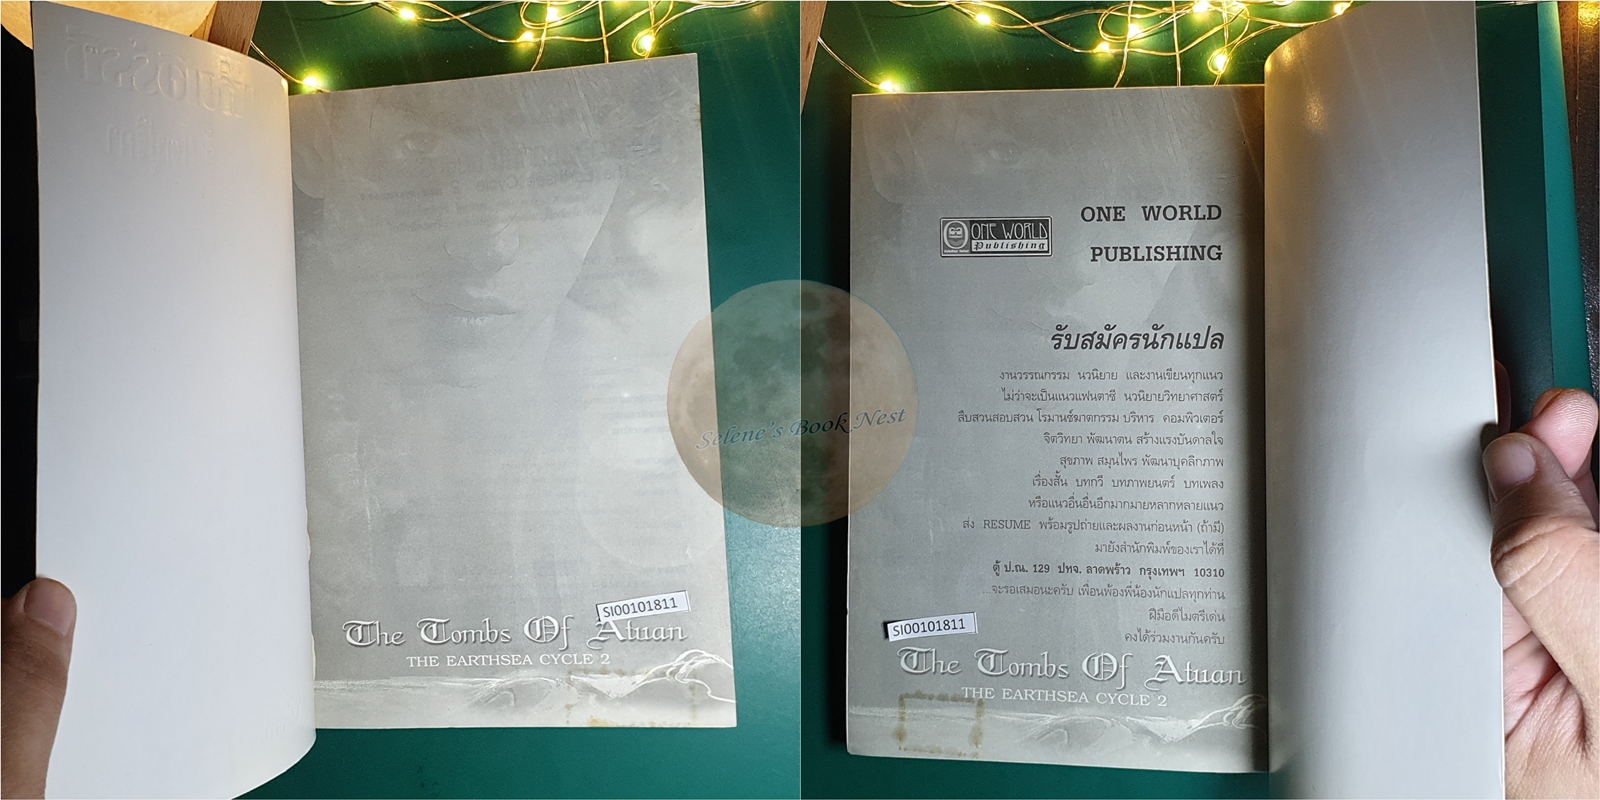 SI00101811
The Tombs Of Atuan
THE EARTHSEA CYCLE 2
Selene's Book Nest
ONE WORLD
Publishing
ONE WORLD
PUBLISHING
รับสมัครนักแปล
งานวรรณกรรม นวนิยาย และงานเขียนทุกแนว
ไม่ว่าจะเป็นแนวแฟนตาซี นวนิยายวิทยาศาสตร์
สืบสวนสอบสวน โรมานซ์ฆาตกรรม บริหาร คอมพิวเตอร์
จิตวิทยา พัฒนาตน สร้างแรงบันดาลใจ
สุขภาพ สมุนไพร พัฒนาบุคลิกภาพ
เรื่องสั้น บทกวี บทภาพยนตร์ บทเพลง
หรือแนวอื่นอื่นอีกมากมายหลากหลายแนว
ส่ง RESUME พร้อมรูปถ่ายและผลงานก่อนหน้า (ถ้ามี)
มายังสำนักพิมพ์ของเราได้ที่
ตู้ ป.ณ. 129 ปทจ. ลาดพร้าว กรุงเทพฯ 10310
...จะรอเสมอนะครับ เพื่อนพ้องพี่น้องนักแปลทุกท่าน
ฝีมือดีไมตรีเด่น
คงได้ร่วมงานกันครับ
SI00101811
The Tombs Of Atuan
THE EARTHSEA CYCLE 2